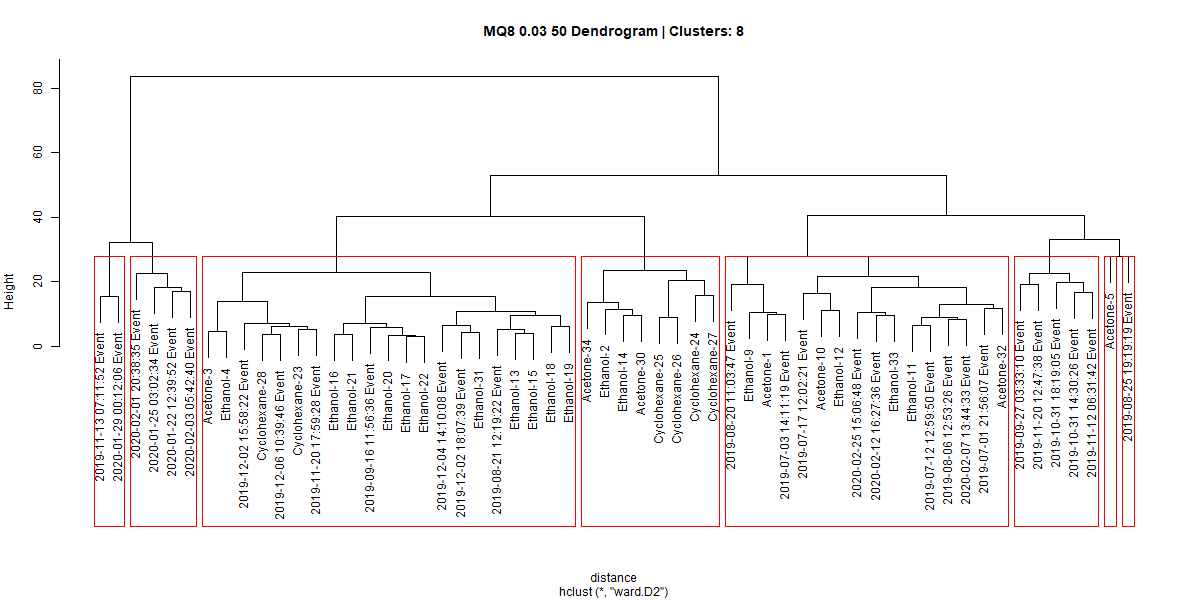 MQ8 0.03 50 Dendrogram | Clusters: 8
Height
80
60
40
20
0
2019-11-13 07:11:52 Event
2020-01-29 00:12:06 Event
2020-02-01 20:38:35 Event
2020-01-25 03:02:34 Event
2020-01-22 12:39:52 Event
2020-02-03 05:42:40 Event
Acetone-3
Ethanol-4
2019-12-02 15:58:22 Event
Cyclohexane-28
2019-12-06 10:39:46 Event
Cyclohexane-23
2019-11-20 17:59:28 Event
Ethanol-16
Ethanol-21
2019-09-16 11:56:36 Event
Ethanol-20
Ethanol-17
Ethanol-22
2019-12-04 14:10:08 Event
2019-12-02 18:07:39 Event
Ethanol-31
2019-08-21 12:19:22 Event
Ethanol-13
Ethanol-15
Ethanol-18
Ethanol-19
Acetone-34
Ethanol-2
Ethanol-14
Acetone-30
Cyclohexane-25
Cyclohexane-26
Cyclohexane-24
Cyclohexane-27
2019-08-20 11:03:47 Event
Ethanol-9
Acetone-1
2019-07-03 14:11:19 Event
2019-07-17 12:02:21 Event
Acetone-10
Ethanol-12
2020-02-25 15:06:48 Event
2020-02-12 16:27:36 Event
Ethanol-33
Ethanol-11
2019-07-12 12:59:50 Event
2019-08-06 12:53:26 Event
2020-02-07 13:44:33 Event
2019-07-01 21:56:07 Event
Acetone-32
2019-09-27 03:33:10 Event
2019-11-20 12:47:38 Event
2019-10-31 18:19:05 Event
2019-10-31 14:30:26 Event
2019-11-12 06:31:42 Event
Acetone-5
2019-08-25 19:19:19 Event
distance
hclust (*, "ward.D2")